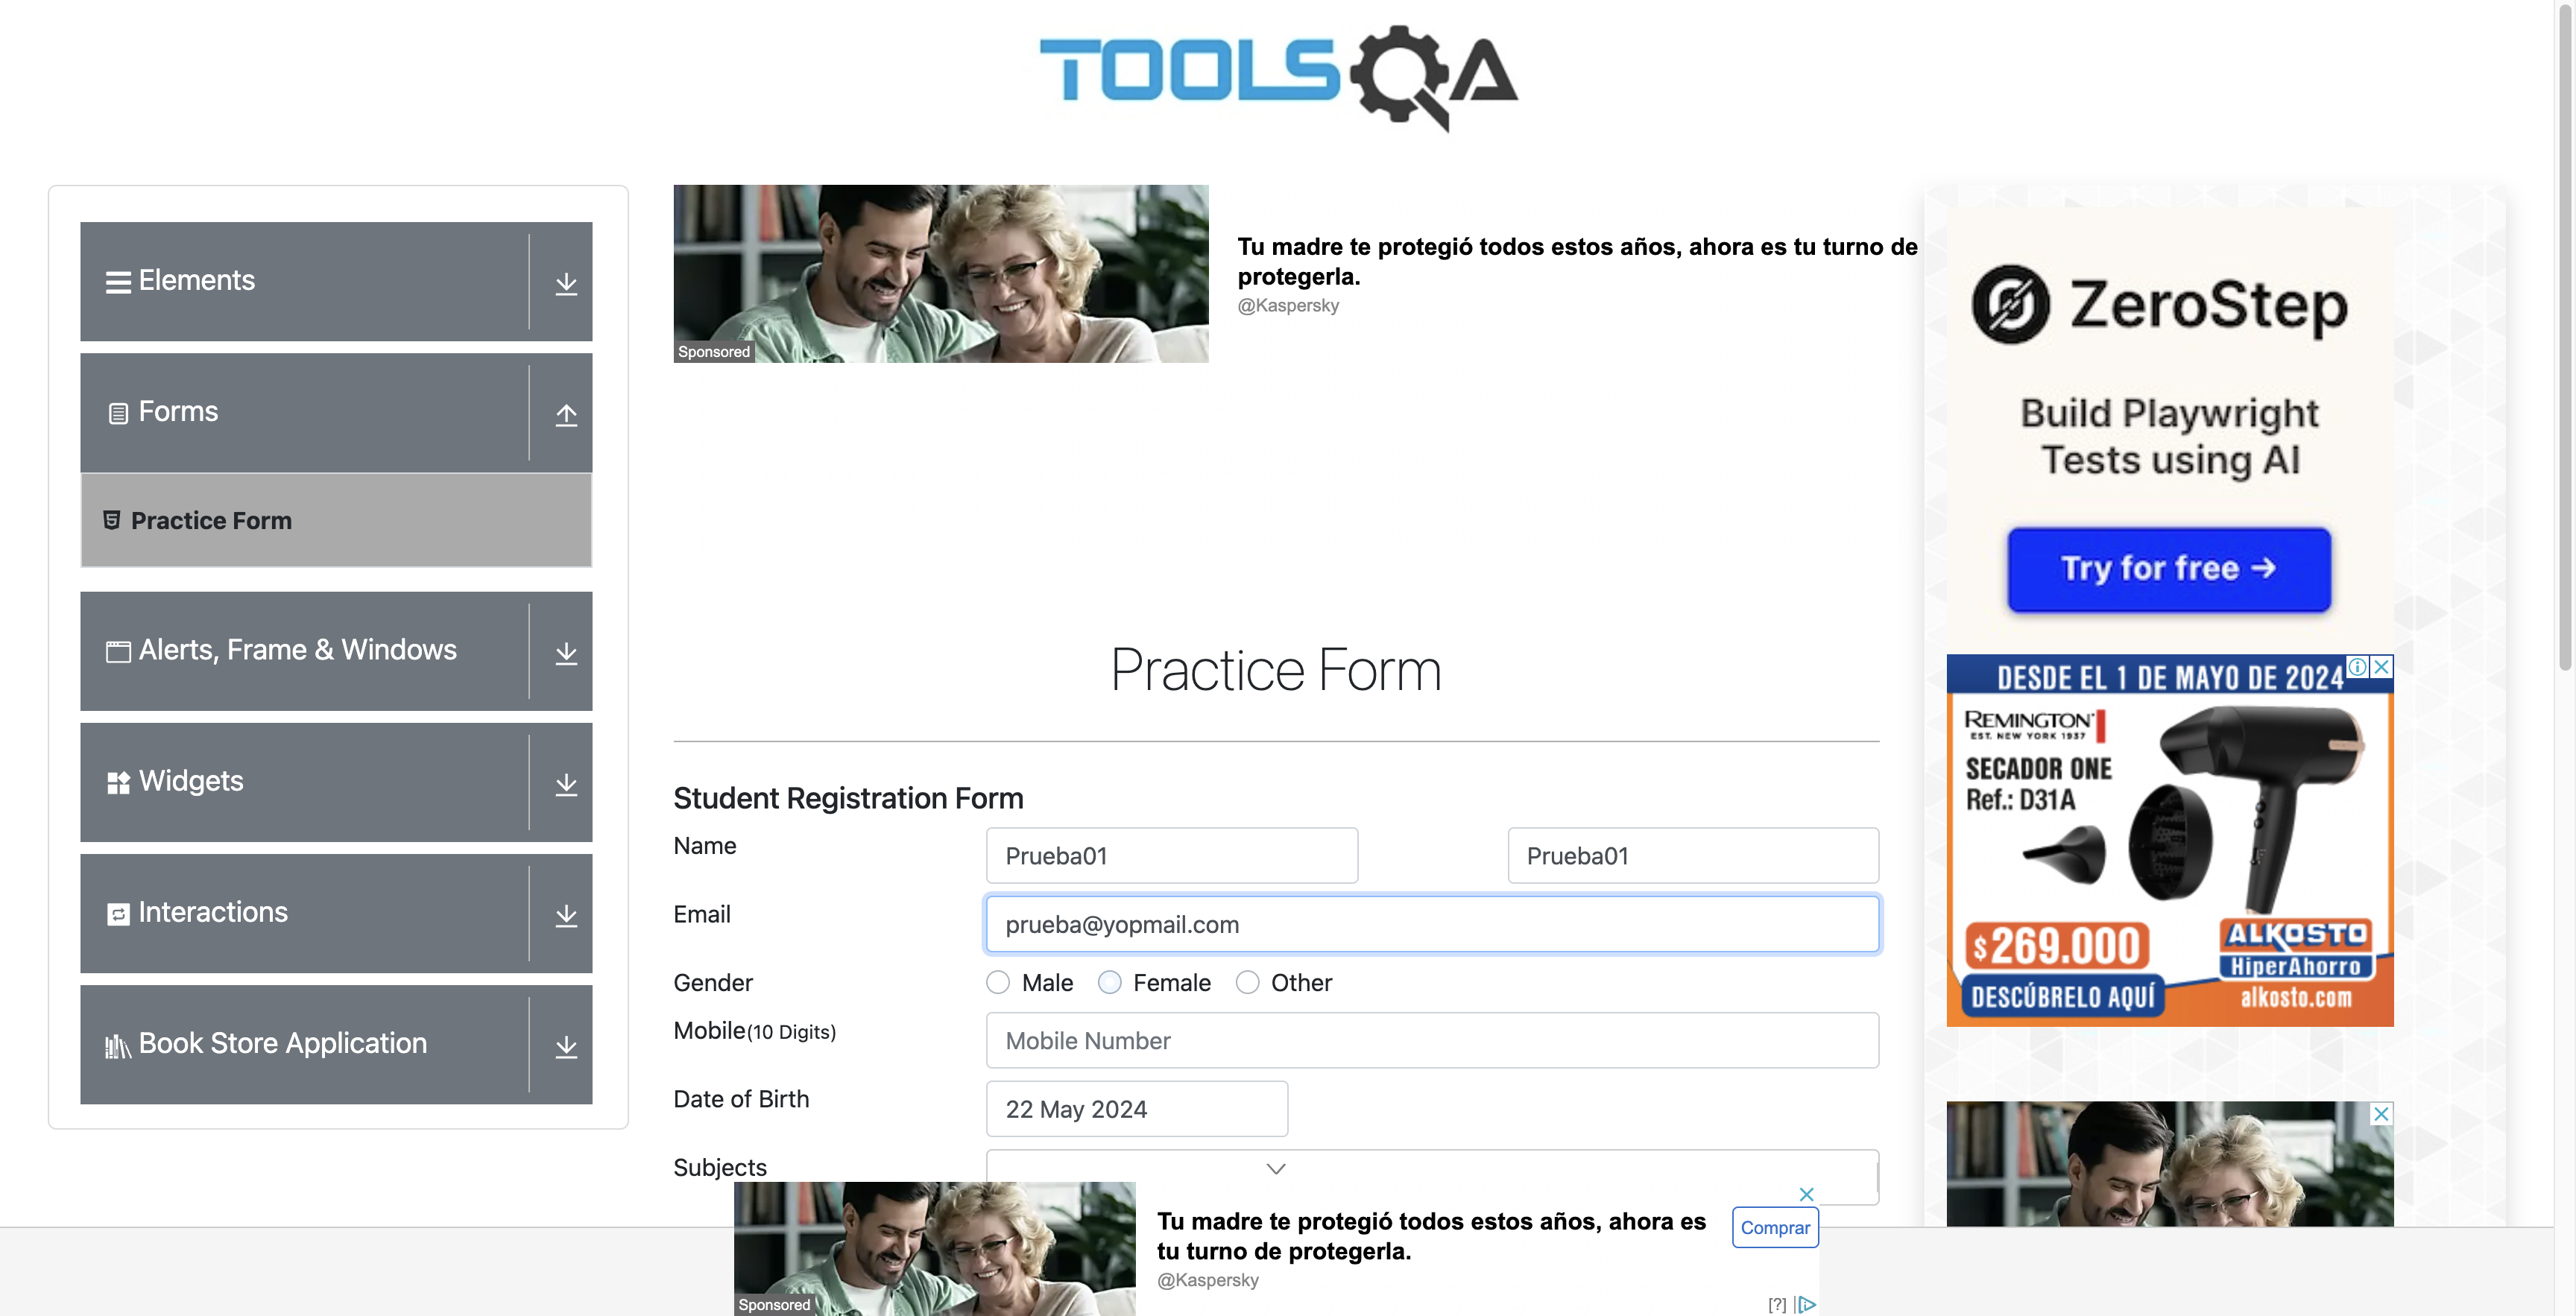 TOOLSQA
Elements
Forms
Practice Form
Alerts, Frame & Windows
Widgets
Interactions
Book Store Application
Sponsored
Tu madre te protegió todos estos años, ahora es tu turno de
protegerla.
@Kaspersky
Practice Form
Student Registration Form
Name
Prueba01
Prueba01
Email
prueba@yopmail.com
Gender
Male
Female
Other
Mobile(10 Digits)
Mobile Number
Date of Birth
22 May 2024
Subjects
Sponsored
Tu madre te protegió todos estos años, ahora es
tu turno de protegerla.
@Kaspersky
Comprar
[?]
ZeroStep
Build Playwright
Tests using AI
Try for free →
DESDE EL 1 DE MAYO DE 2024
REMINGTON
EST. NEW YORK 1937
SECADOR ONE
Ref.: D31A
$269.000
DESCÚBRELO AQUÍ
ALKOSTO
HiperAhorro
alkosto.com